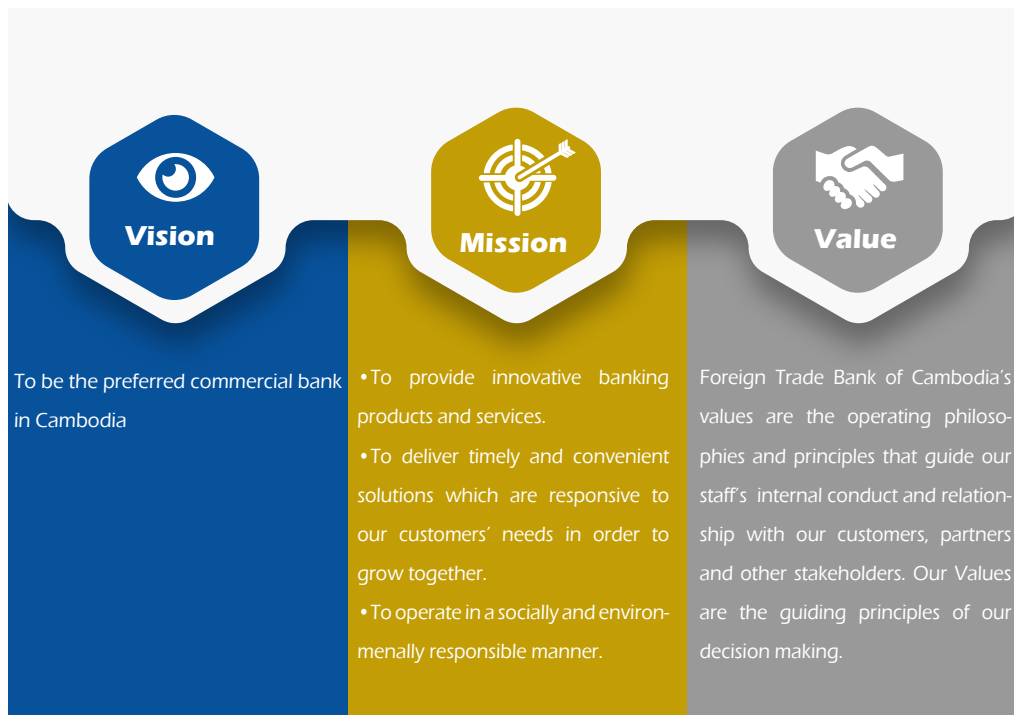 Vision
To be the preferred commercial bank
in Cambodia
Mission
•To provide innovative banking
products and services.
•To deliver timely and convenient
solutions which are responsive to
our customers’ needs in order to
grow together.
•To operate in a socially and environ-
menally responsible manner.
Value
Foreign Trade Bank of Cambodia’s
values are the operating philoso-
phies and principles that guide our
staff’s internal conduct and relation-
ship with our customers, partners
and other stakeholders. Our Values
are the guiding principles of our
decision making.